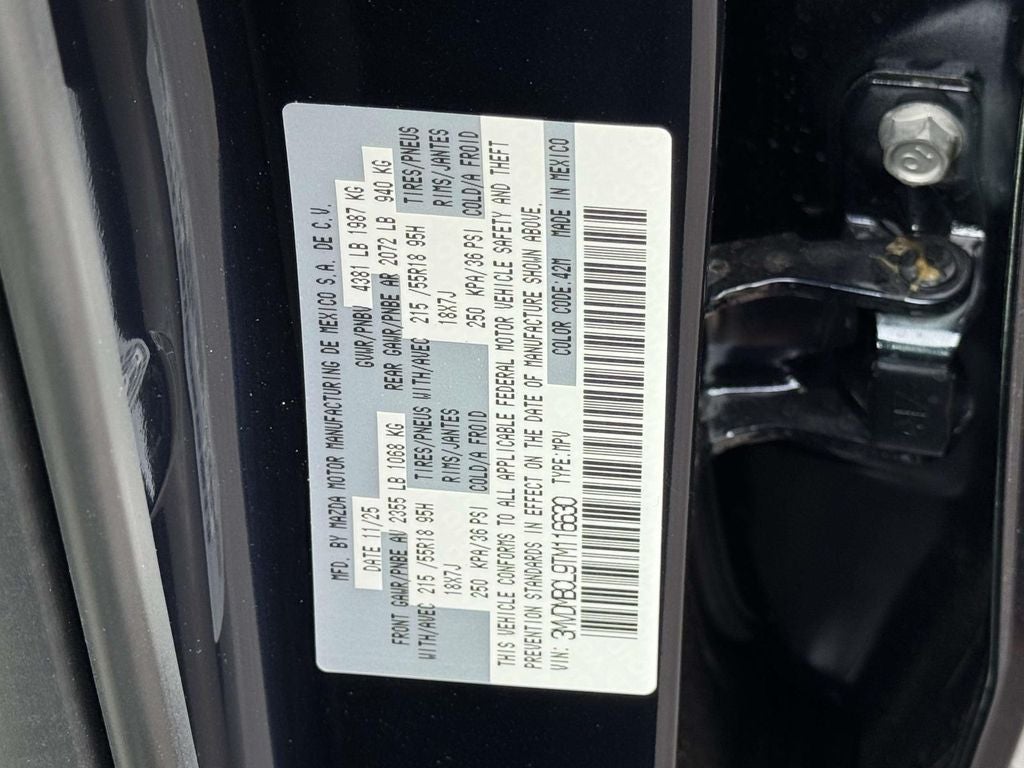 MFD. BY MAZDA MOTOR MANUFACTURING DE MEXICO S.A. DE C.V.
DATE 11/25 GVWR/PNBV 4381 LB 1987 KG
FRONT GAWR/PNBE AV 2355 LB 1068 KG REAR GAWR/PNBE AR 2072 LB 940 KG
WITH/AVEC 215 /55R18 95H TIRES/PNEUS WITH/AVEC 215 /55R18 95H TIRES/PNEUS
18X7J RIMS/JANTES 18X7J RIMS/JANTES
250 KPA/36 PSI COLD/A FROID 250 KPA/36 PSI COLD/A FROID
THIS VEHICLE CONFORMS TO ALL APPLICABLE FEDERAL MOTOR VEHICLE SAFETY AND THEFT
PREVENTION STANDARDS IN EFFECT ON THE DATE OF MANUFACTURE SHOWN ABOVE.
VIN: 3MVDMBCL9TM116630 TYPE:MPV COLOR CODE:42M MADE IN MEXICO